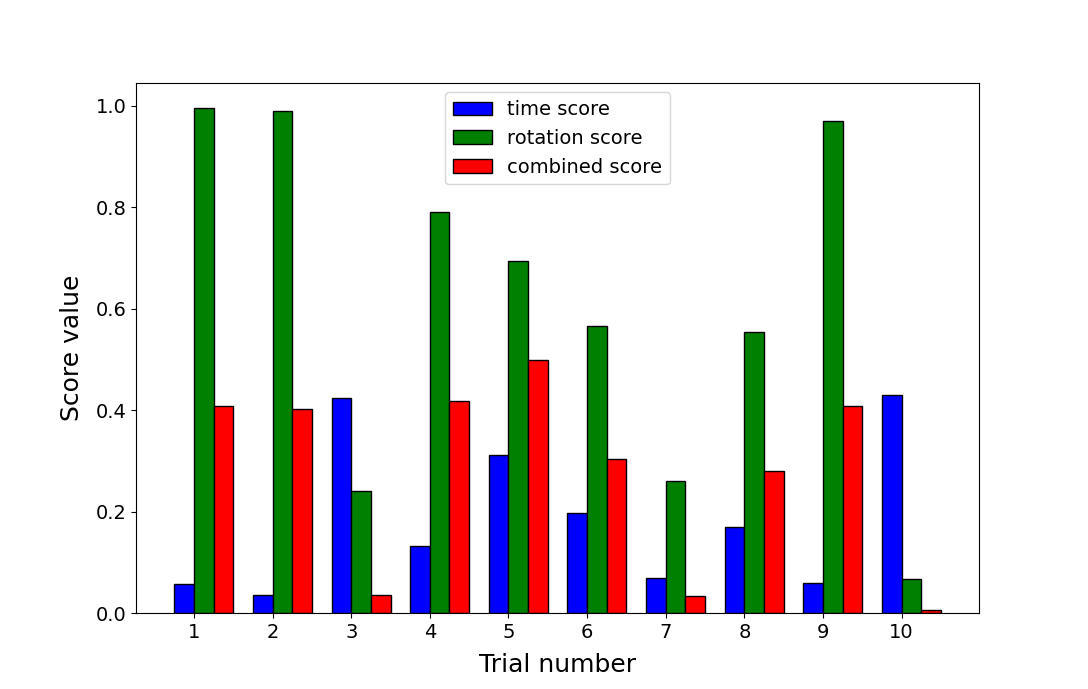 time score
rotation score
combined score
1.0
0.8
0.6
0.4
0.2
0.0
Score value
1 2 3 4 5 6 7 8 9 10
Trial number